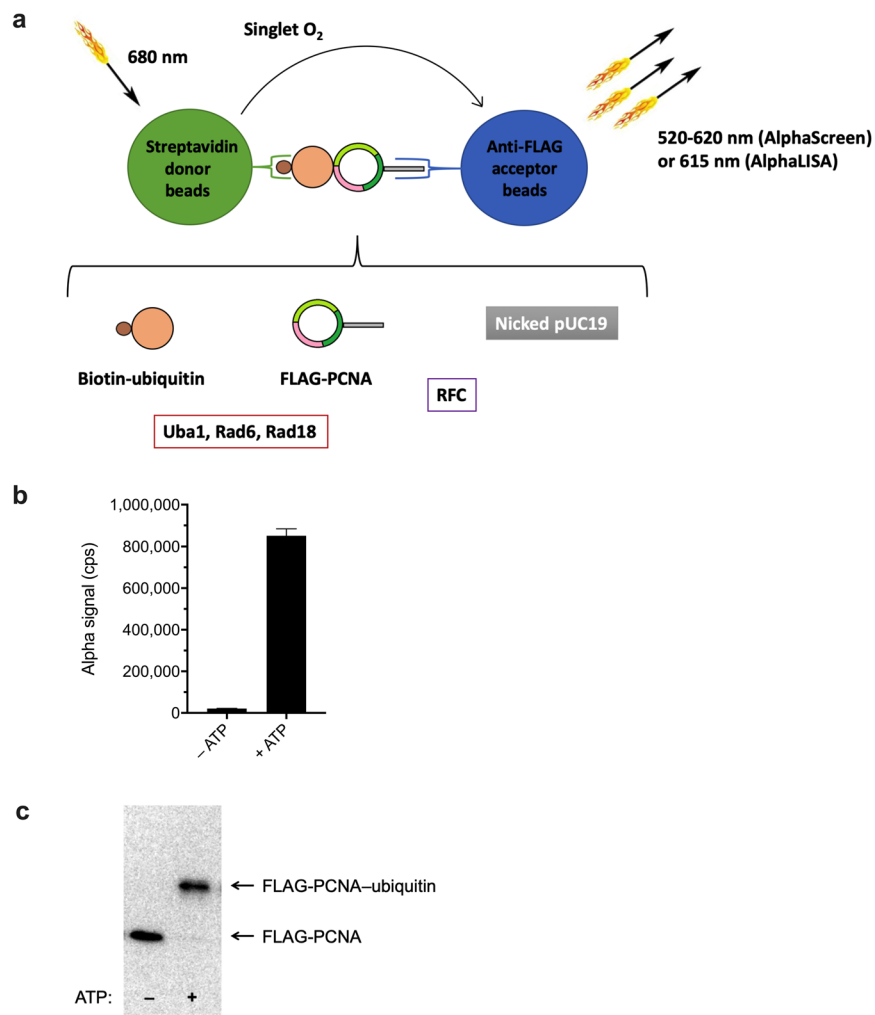 a
Singlet O₂
680 nm
Streptavidin
donor
beads
Anti-FLAG
acceptor
beads
520-620 nm (AlphaScreen)
or 615 nm (AlphaLISA)
Nicked pUC19
Biotin-ubiquitin
FLAG-PCNA
RFC
Uba1, Rad6, Rad18
b
Alpha signal (cps)
1,000,000
800,000
600,000
400,000
200,000
0
– ATP
+ ATP
c
FLAG-PCNA–ubiquitin
FLAG-PCNA
ATP: – +